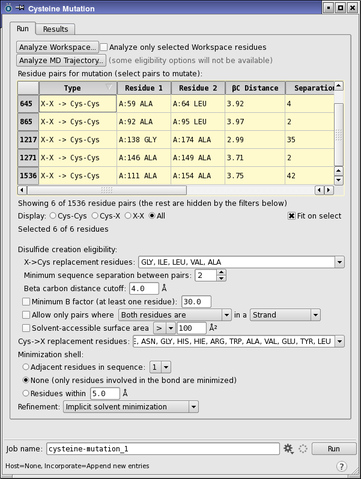 Cysteine Mutation
Run Results
Analyze Workspace... Analyze only selected Workspace residues
Analyze MD Trajectory... (some eligibility options will not be available)
Residue pairs for mutation (select pairs to mutate):
Type Residue 1 Residue 2 βC Distance Separation
645 X-X -> Cys-Cys A:59 ALA A:64 LEU 3.92 4
865 X-X -> Cys-Cys A:92 ALA A:95 LEU 3.97 2
1217 X-X -> Cys-Cys A:138 GLY A:174 ALA 2.99 35
1271 X-X -> Cys-Cys A:146 ALA A:149 ALA 3.71 2
1536 X-X -> Cys-Cys A:111 ALA A:154 ALA 3.75 42
Showing 6 of 1536 residue pairs (the rest are hidden by the filters below)
Display: Cys-Cys Cys-X X-X All Fit on select
Selected 6 of 6 residues
Disulfide creation eligibility:
X->Cys replacement residues: GLY, ILE, LEU, VAL, ALA
Minimum sequence separation between pairs: 2
Beta carbon distance cutoff: 4.0 Å
Minimum B factor (at least one residue): 30.0
Allow only pairs where Both residues are in a Strand
Solvent-accessible surface area > 100 Å²
Cys->X replacement residues: E, ASN, GLY, HIS, HIE, ARG, TRP, ALA, VAL, GLU, TYR, LEU
Minimization shell:
Adjacent residues in sequence: 1
None (only residues involved in the bond are minimized)
Residues within 5.0 Å
Refinement: Implicit solvent minimization
Job name: cysteine-mutation_1 Run
Host=None, Incorporate=Append new entries ?